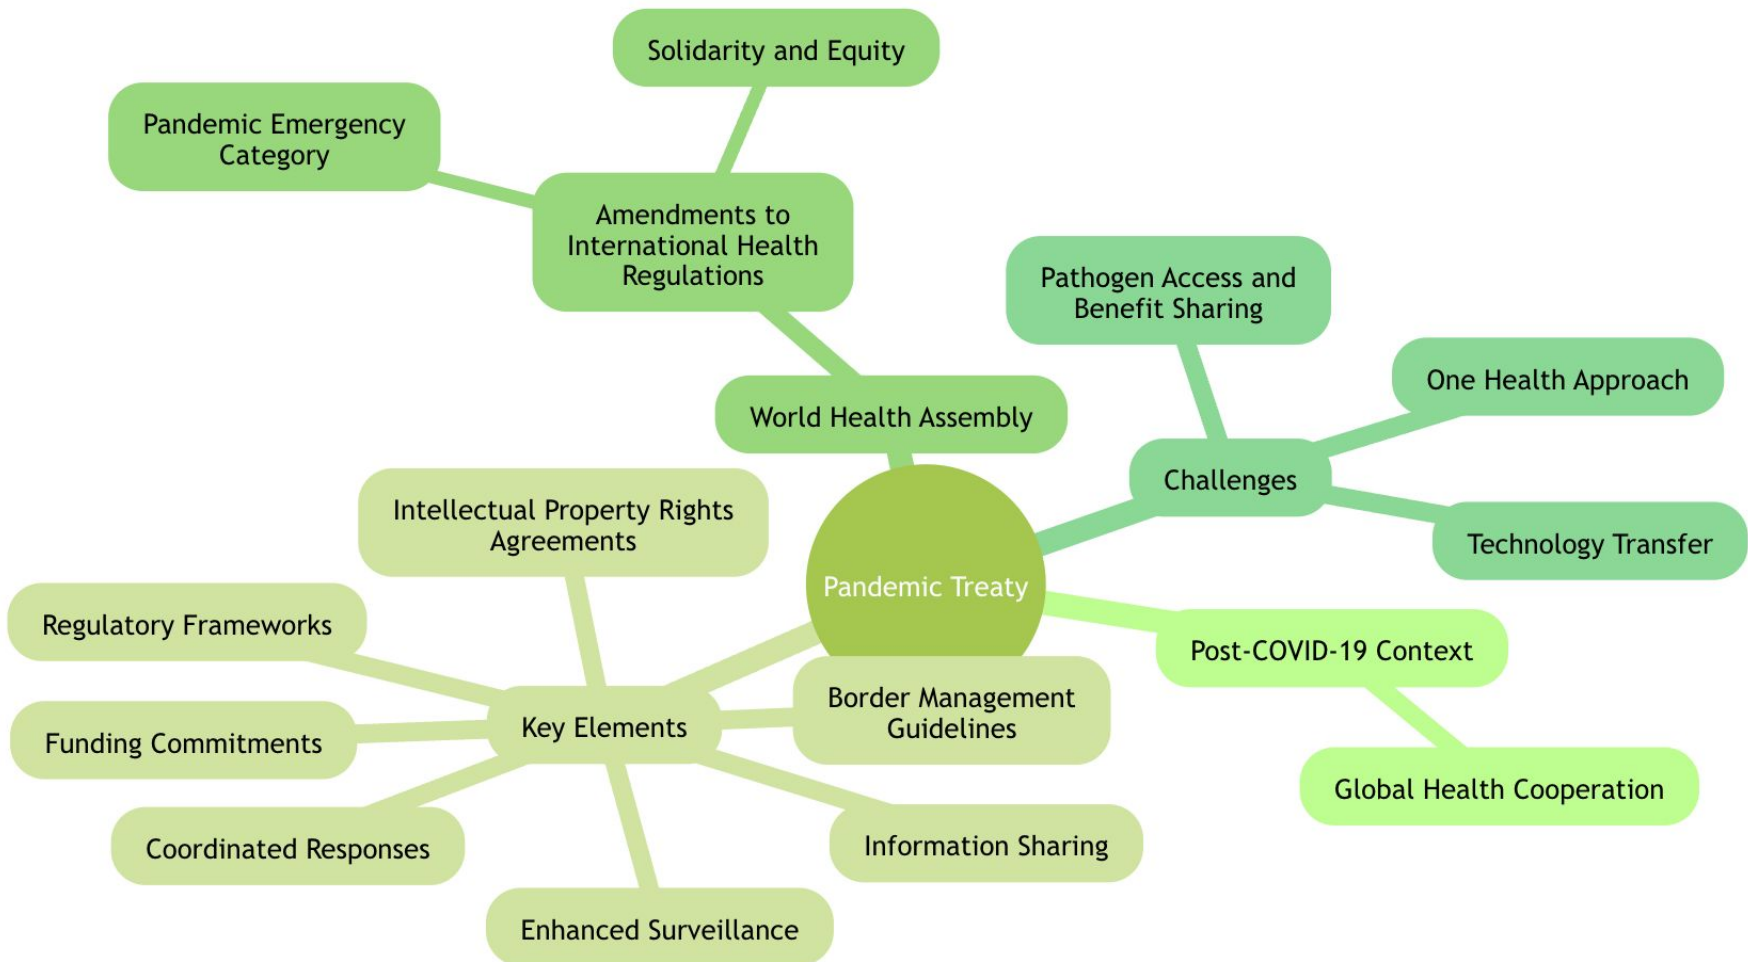 Solidarity and Equity
Pandemic Emergency
Category
Amendments to
International Health
Regulations
Pathogen Access and
Benefit Sharing
One Health Approach
World Health Assembly
Challenges
Technology Transfer
Intellectual Property Rights
Agreements
Pandemic Treaty
Regulatory Frameworks
Post-COVID-19 Context
Border Management
Guidelines
Key Elements
Funding Commitments
Global Health Cooperation
Coordinated Responses
Information Sharing
Enhanced Surveillance